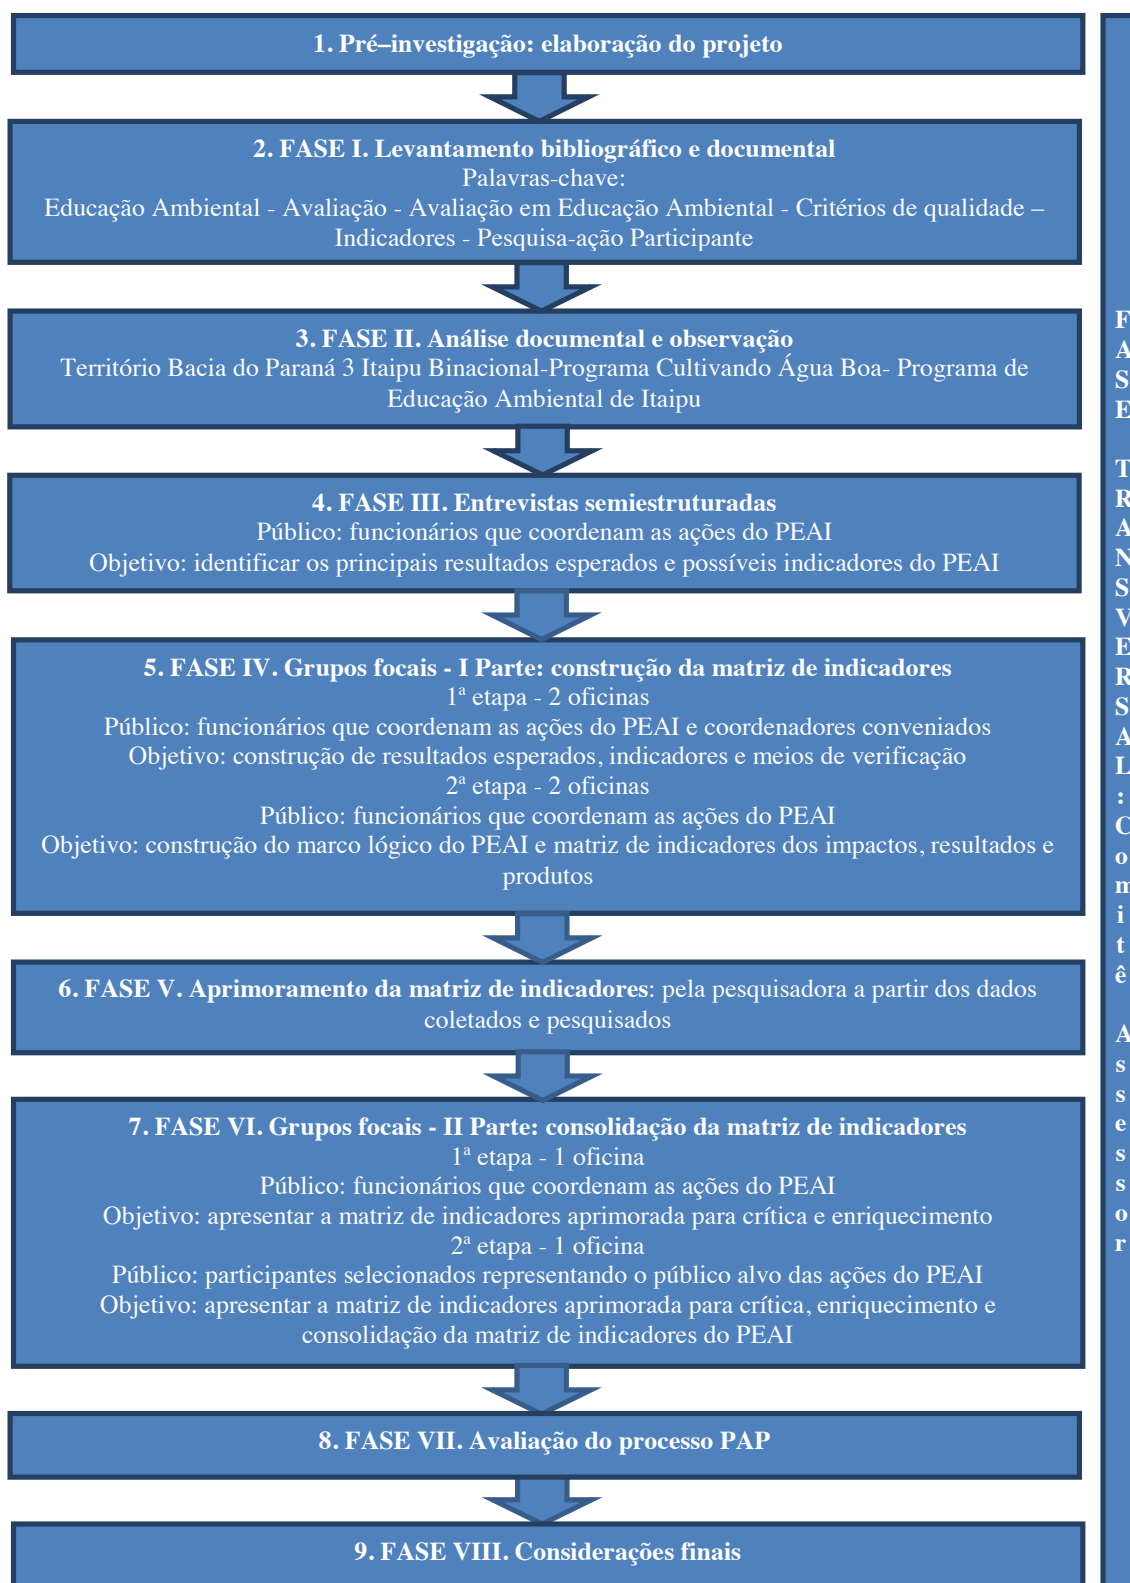 1. Pré–investigação: elaboração do projeto
2. FASE I. Levantamento bibliográfico e documental
Palavras-chave:
Educação Ambiental - Avaliação - Avaliação em Educação Ambiental - Critérios de qualidade –
Indicadores - Pesquisa-ação Participante
3. FASE II. Análise documental e observação
Território Bacia do Paraná 3 Itaipu Binacional-Programa Cultivando Água Boa- Programa de
Educação Ambiental de Itaipu
4. FASE III. Entrevistas semiestruturadas
Público: funcionários que coordenam as ações do PEAI
Objetivo: identificar os principais resultados esperados e possíveis indicadores do PEAI
5. FASE IV. Grupos focais - I Parte: construção da matriz de indicadores
1ª etapa - 2 oficinas
Público: funcionários que coordenam as ações do PEAI e coordenadores conveniados
Objetivo: construção de resultados esperados, indicadores e meios de verificação
2ª etapa - 2 oficinas
Público: funcionários que coordenam as ações do PEAI
Objetivo: construção do marco lógico do PEAI e matriz de indicadores dos impactos, resultados e
produtos
6. FASE V. Aprimoramento da matriz de indicadores: pela pesquisadora a partir dos dados
coletados e pesquisados
7. FASE VI. Grupos focais - II Parte: consolidação da matriz de indicadores
1ª etapa - 1 oficina
Público: funcionários que coordenam as ações do PEAI
Objetivo: apresentar a matriz de indicadores aprimorada para crítica e enriquecimento
2ª etapa - 1 oficina
Público: participantes selecionados representando o público alvo das ações do PEAI
Objetivo: apresentar a matriz de indicadores aprimorada para crítica, enriquecimento e
consolidação da matriz de indicadores do PEAI
8. FASE VII. Avaliação do processo PAP
9. FASE VIII. Considerações finais
FASE TRANSVERSAL: Comitê Assessor